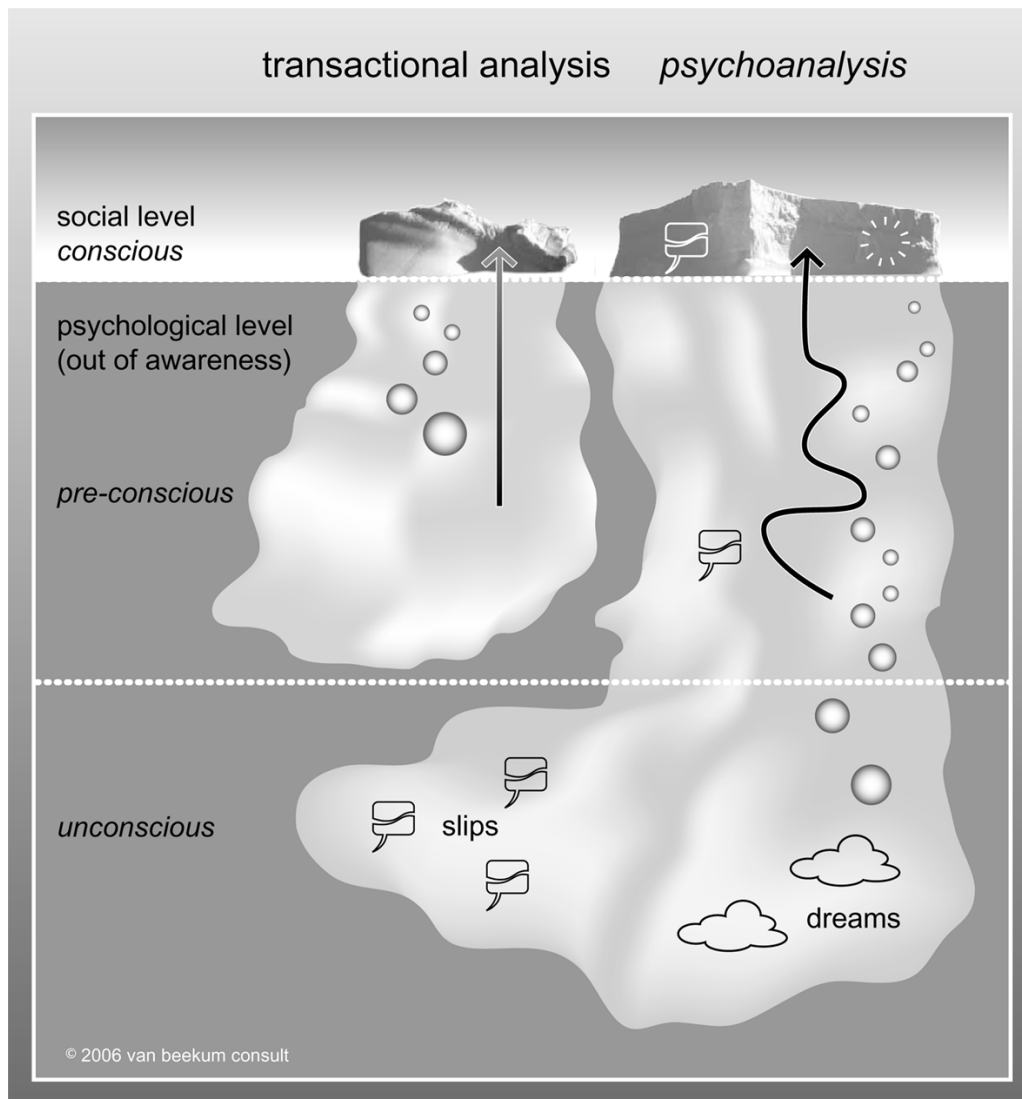 transactional analysis psychoanalysis
social level
conscious
psychological level
(out of awareness)
pre-conscious
unconscious
slips
dreams
© 2006 van beekum consult